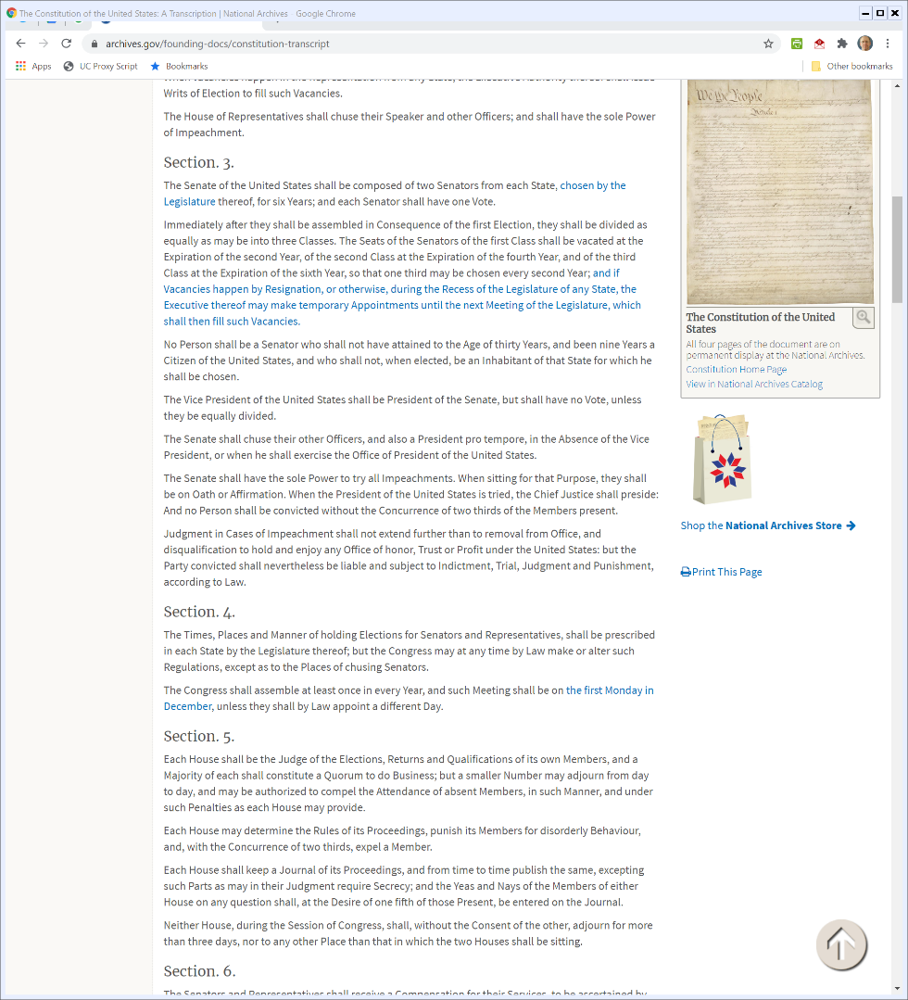 The Constitution of the United States: A Transcription | National Archives - Google Chrome
archives.gov/founding-docs/constitution-transcript
Apps UC Proxy Script Bookmarks Other bookmarks
Writs of Election to fill such Vacancies.
The House of Representatives shall chuse their Speaker and other Officers; and shall have the sole Power
of Impeachment.
Section. 3.
The Senate of the United States shall be composed of two Senators from each State, chosen by the
Legislature thereof, for six Years; and each Senator shall have one Vote.
Immediately after they shall be assembled in Consequence of the first Election, they shall be divided as
equally as may be into three Classes. The Seats of the Senators of the first Class shall be vacated at the
Expiration of the second Year, of the second Class at the Expiration of the fourth Year, and of the third
Class at the Expiration of the sixth Year, so that one third may be chosen every second Year; and if
Vacancies happen by Resignation, or otherwise, during the Recess of the Legislature of any State, the
Executive thereof may make temporary Appointments until the next Meeting of the Legislature, which
shall then fill such Vacancies.
No Person shall be a Senator who shall not have attained to the Age of thirty Years, and been nine Years a
Citizen of the United States, and who shall not, when elected, be an Inhabitant of that State for which he
shall be chosen.
The Vice President of the United States shall be President of the Senate, but shall have no Vote, unless
they be equally divided.
The Senate shall chuse their other Officers, and also a President pro tempore, in the Absence of the Vice
President, or when he shall exercise the Office of President of the United States.
The Senate shall have the sole Power to try all Impeachments. When sitting for that Purpose, they shall
be on Oath or Affirmation. When the President of the United States is tried, the Chief Justice shall preside:
And no Person shall be convicted without the Concurrence of two thirds of the Members present.
Judgment in Cases of Impeachment shall not extend further than to removal from Office, and
disqualification to hold and enjoy any Office of honor, Trust or Profit under the United States: but the
Party convicted shall nevertheless be liable and subject to Indictment, Trial, Judgment and Punishment,
according to Law.
Section. 4.
The Times, Places and Manner of holding Elections for Senators and Representatives, shall be prescribed
in each State by the Legislature thereof; but the Congress may at any time by Law make or alter such
Regulations, except as to the Places of chusing Senators.
The Congress shall assemble at least once in every Year, and such Meeting shall be on the first Monday in
December, unless they shall by Law appoint a different Day.
Section. 5.
Each House shall be the Judge of the Elections, Returns and Qualifications of its own Members, and a
Majority of each shall constitute a Quorum to do Business; but a smaller Number may adjourn from day
to day, and may be authorized to compel the Attendance of absent Members, in such Manner, and under
such Penalties as each House may provide.
Each House may determine the Rules of its Proceedings, punish its Members for disorderly Behaviour,
and, with the Concurrence of two thirds, expel a Member.
Each House shall keep a Journal of its Proceedings, and from time to time publish the same, excepting
such Parts as may in their Judgment require Secrecy; and the Yeas and Nays of the Members of either
House on any question shall, at the Desire of one fifth of those Present, be entered on the Journal.
Neither House, during the Session of Congress, shall, without the Consent of the other, adjourn for more
than three days, nor to any other Place than that in which the two Houses shall be sitting.
Section. 6.
The Senators and Representatives shall receive a Compensation for their Services, to be ascertained by
We the People
The Constitution of the United
States
All four pages of the document are on
permanent display at the National Archives.
Constitution Home Page
View in National Archives Catalog
Shop the National Archives Store
Print This Page